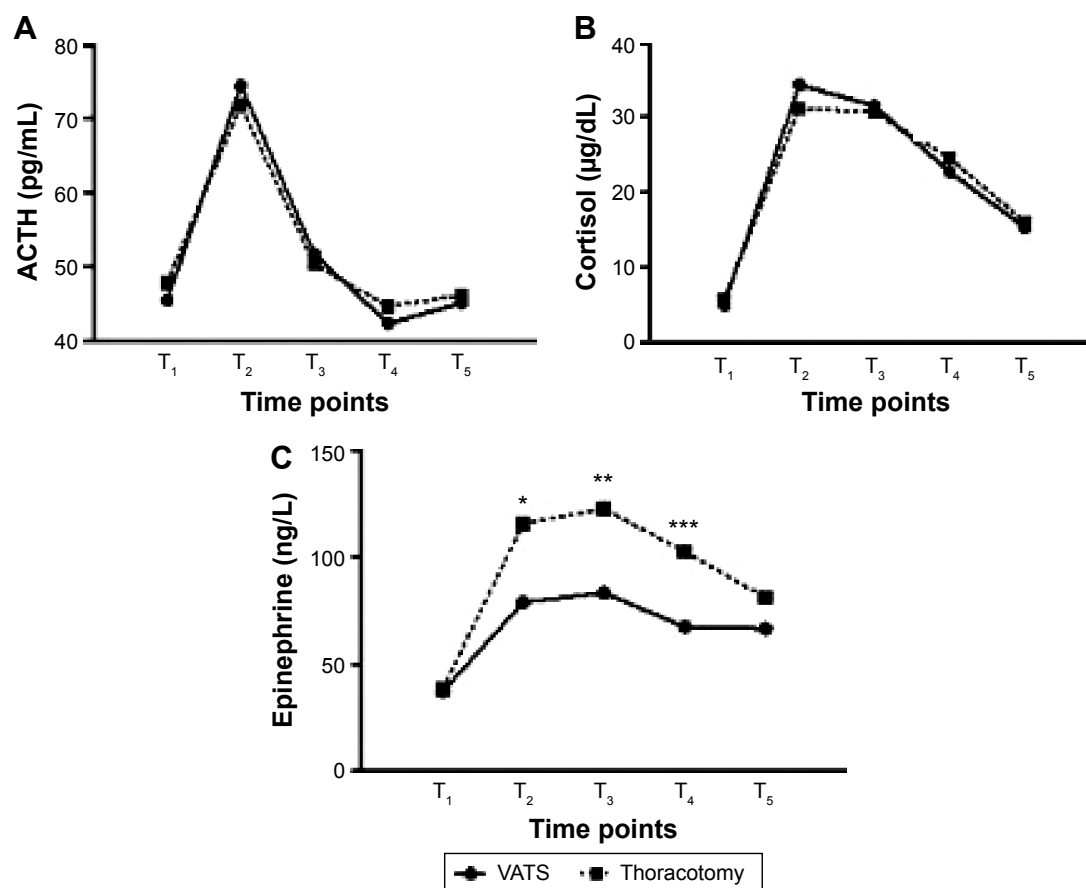 A
80
70
60
50
40
ACTH (pg/mL)
T1 T2 T3 T4 T5
Time points
B
40
30
20
10
0
Cortisol (µg/dL)
T1 T2 T3 T4 T5
Time points
C
150
100
50
0
Epinephrine (ng/L)
* ** ***
T1 T2 T3 T4 T5
Time points
VATS Thoracotomy